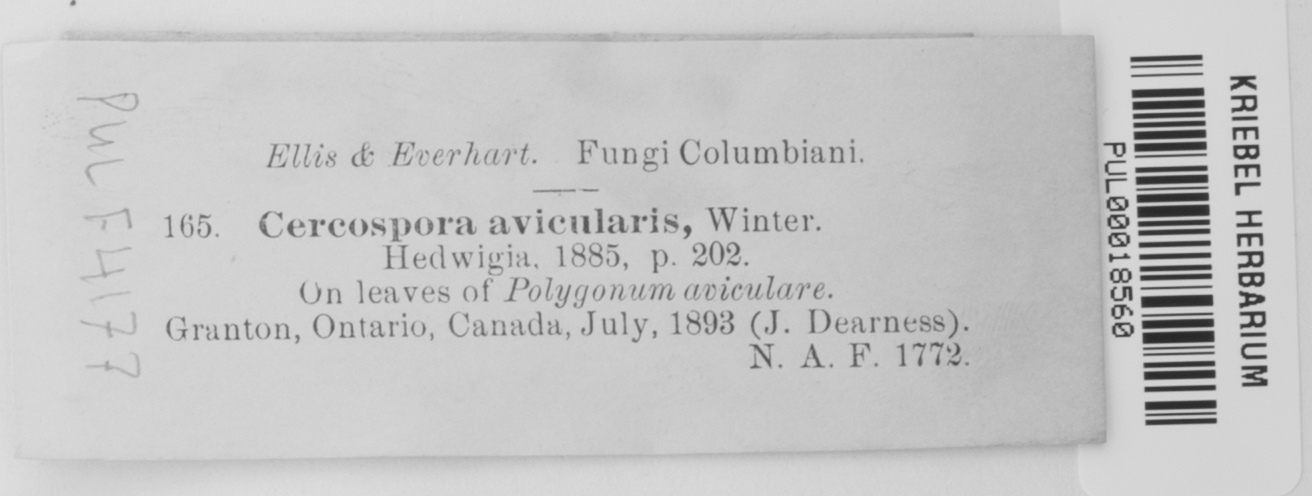 PUL F4177
Ellis & Everhart. Fungi Columbiani.
165. Cercospora avicularis, Winter.
Hedwigia, 1885, p. 202.
On leaves of Polygonum aviculare.
Granton, Ontario, Canada, July, 1893 (J. Dearness).
N. A. F. 1772.
PUL00018560
KRIEBEL HERBARIUM